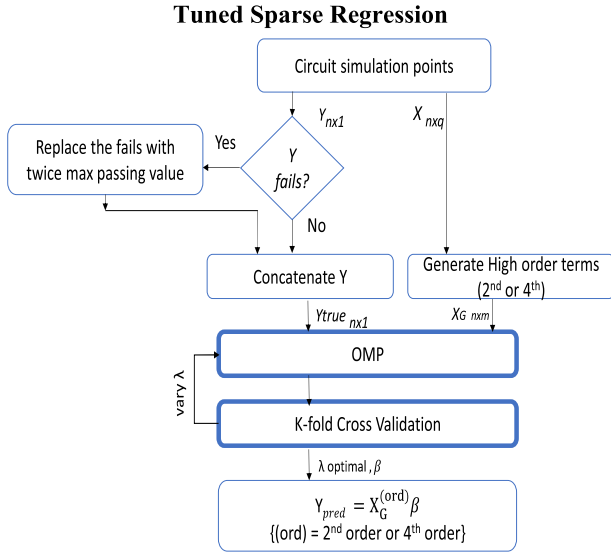 Tuned Sparse Regression
Circuit simulation points
Y nx1
X nxq
Replace the fails with
twice max passing value
Yes
Y
fails?
No
Concatenate Y
Generate High order terms
(2nd or 4th)
Ytrue nx1
XG nxm
OMP
vary λ
K-fold Cross Validation
λ optimal , β
Ypred = XG(ord)β
{(ord) = 2nd order or 4th order}